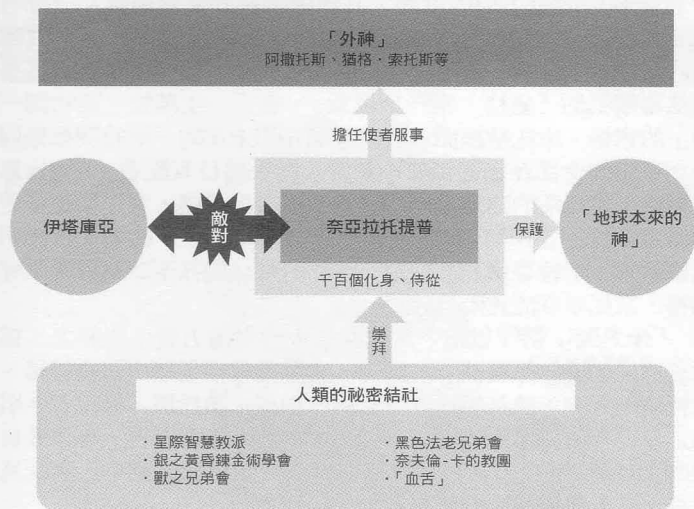 「外神」
阿撒托斯、猶格・索托斯等
擔任使者服事
伊塔庫亞
敵對
奈亞拉托提普
保護
「地球本來的
神」
千百個化身、侍從
崇拜
人類的祕密結社
・星際智慧教派
・銀之黃昏鍊金術學會
・獸之兄弟會
・黑色法老兄弟會
・奈夫倫-卡的教團
・「血舌」